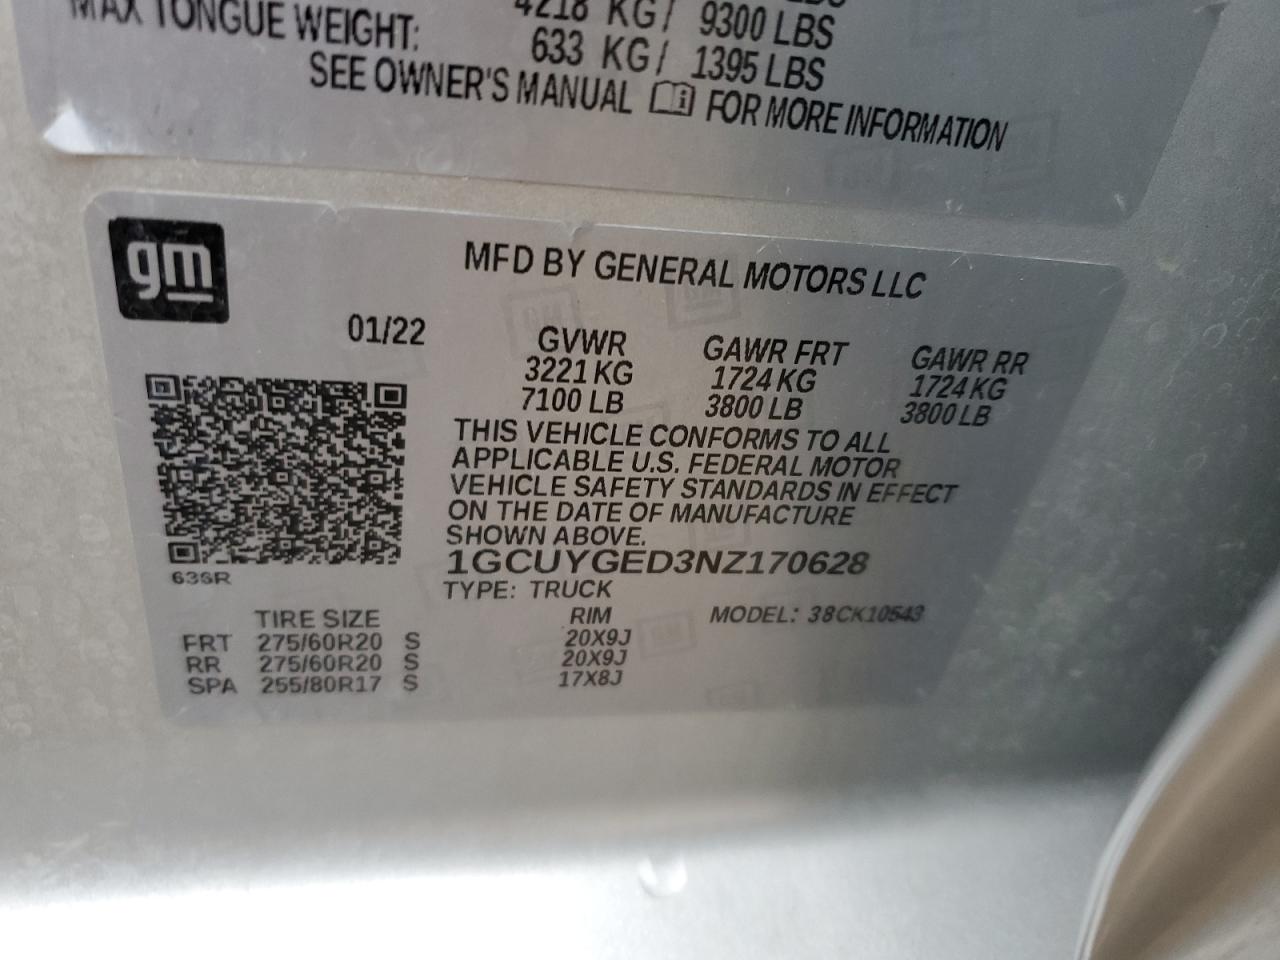 4218 KG/ 9300 LBS
MAX TONGUE WEIGHT: 633 KG/ 1395 LBS
SEE OWNER'S MANUAL FOR MORE INFORMATION
gm
MFD BY GENERAL MOTORS LLC
01/22
GVWR GAWR FRT GAWR RR
3221 KG 1724 KG 1724 KG
7100 LB 3800 LB 3800 LB
THIS VEHICLE CONFORMS TO ALL
APPLICABLE U.S. FEDERAL MOTOR
VEHICLE SAFETY STANDARDS IN EFFECT
ON THE DATE OF MANUFACTURE
SHOWN ABOVE.
1GCUYGED3NZ170628
636R
TYPE: TRUCK
TIRE SIZE RIM MODEL: 38CK10543
FRT 275/60R20 S 20X9J
RR 275/60R20 S 20X9J
SPA 255/80R17 S 17X8J